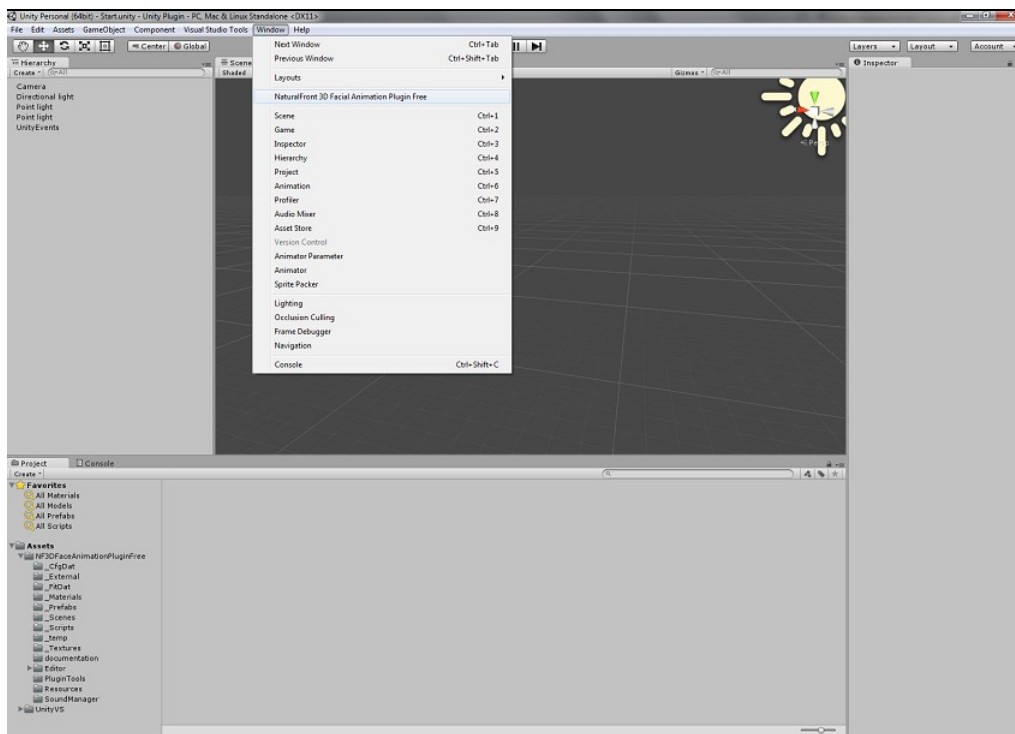 Unity Personal (64bit) - Start.unity - Unity Plugin - PC, Mac & Linux Standalone <DX11>
File Edit Assets GameObject Component Visual Studio Tools Window Help
Center Global
Layers Layout Account
Hierarchy
Create All
Camera
Directional light
Point light
Point light
UnityEvents
Scene
Shaded
Gizmos All
Persp
Inspector
Next Window Ctrl+Tab
Previous Window Ctrl+Shift+Tab
Layouts
NaturalFront 3D Facial Animation Plugin Free
Scene Ctrl+1
Game Ctrl+2
Inspector Ctrl+3
Hierarchy Ctrl+4
Project Ctrl+5
Animation Ctrl+6
Profiler Ctrl+7
Audio Mixer Ctrl+8
Asset Store Ctrl+9
Version Control
Animator Parameter
Animator
Sprite Packer
Lighting
Occlusion Culling
Frame Debugger
Navigation
Console Ctrl+Shift+C
Project Console
Create
Favorites
All Materials
All Models
All Prefabs
All Scripts
Assets
NF3DFaceAnimationPluginFree
_CfgDat
_External
_FitDat
_Materials
_Prefabs
_Scenes
_Scripts
_temp
_Textures
documentation
Editor
PluginTools
Resources
SoundManager
UnityVS